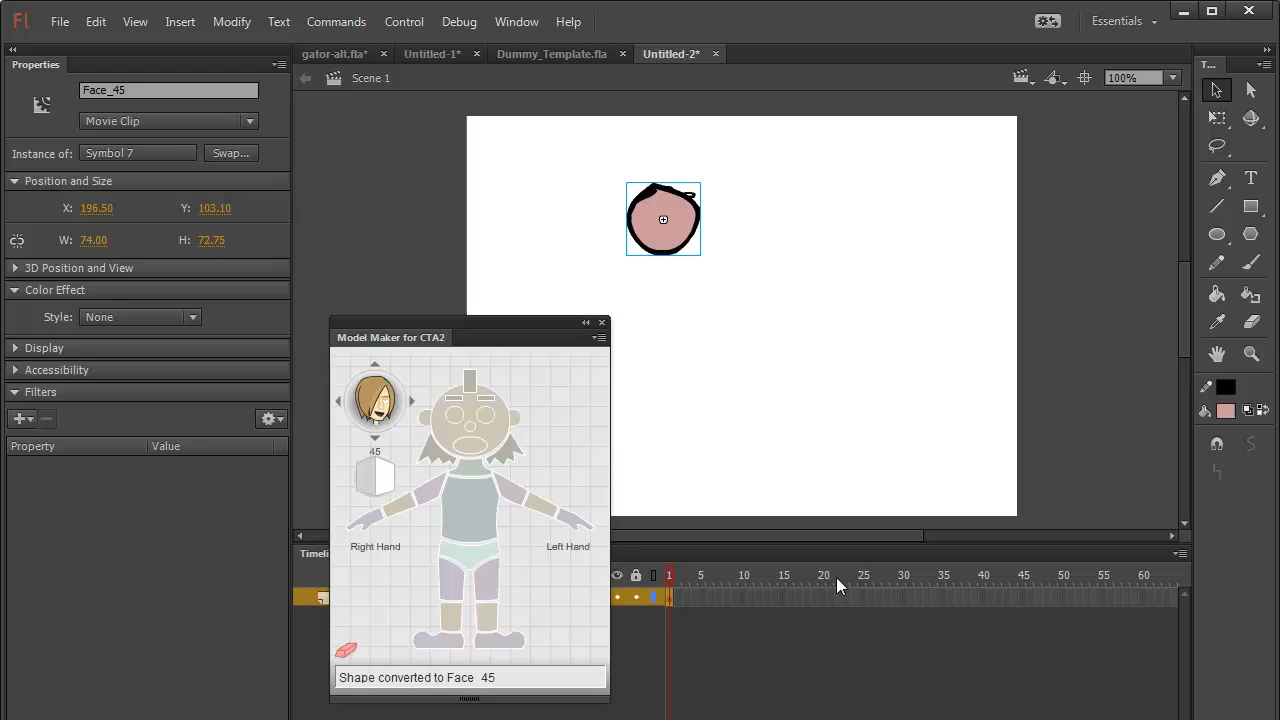 Fl File Edit View Insert Modify Text Commands Control Debug Window Help Essentials
Properties
gator-alt.fla* Untitled-1* Dummy_Template.fla Untitled-2*
T...
Scene 1
100%
Face_45
Movie Clip
Instance of: Symbol 7 Swap...
Position and Size
X: 196.50 Y: 103.10
W: 74.00 H: 72.75
3D Position and View
Color Effect
Style: None
Display
Accessibility
Filters
Property Value
Model Maker for CTA2
45
Right Hand Left Hand
Shape converted to Face 45
Timeli
1 5 10 15 20 25 30 35 40 45 50 55 60